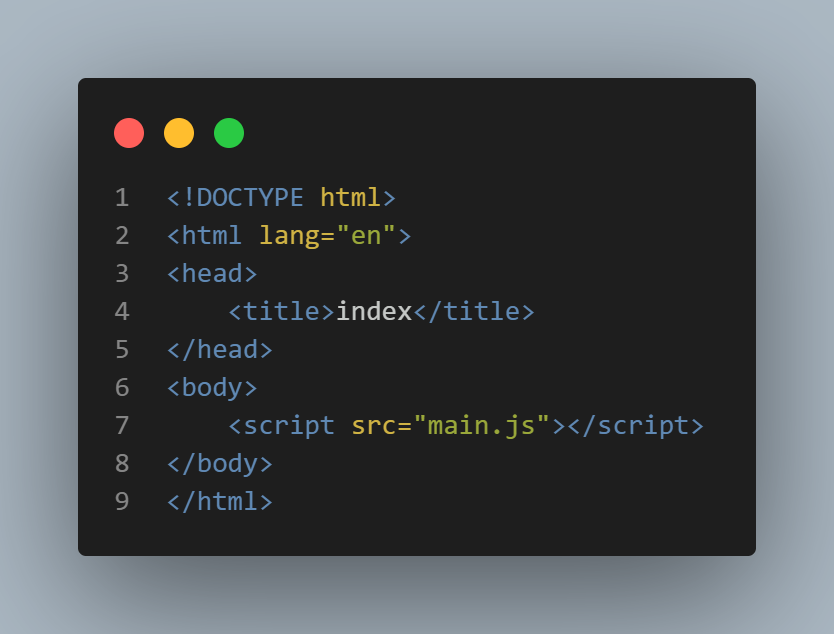 1 <!DOCTYPE html>
2 <html lang="en">
3 <head>
4     <title>index</title>
5 </head>
6 <body>
7     <script src="main.js"></script>
8 </body>
9 </html>